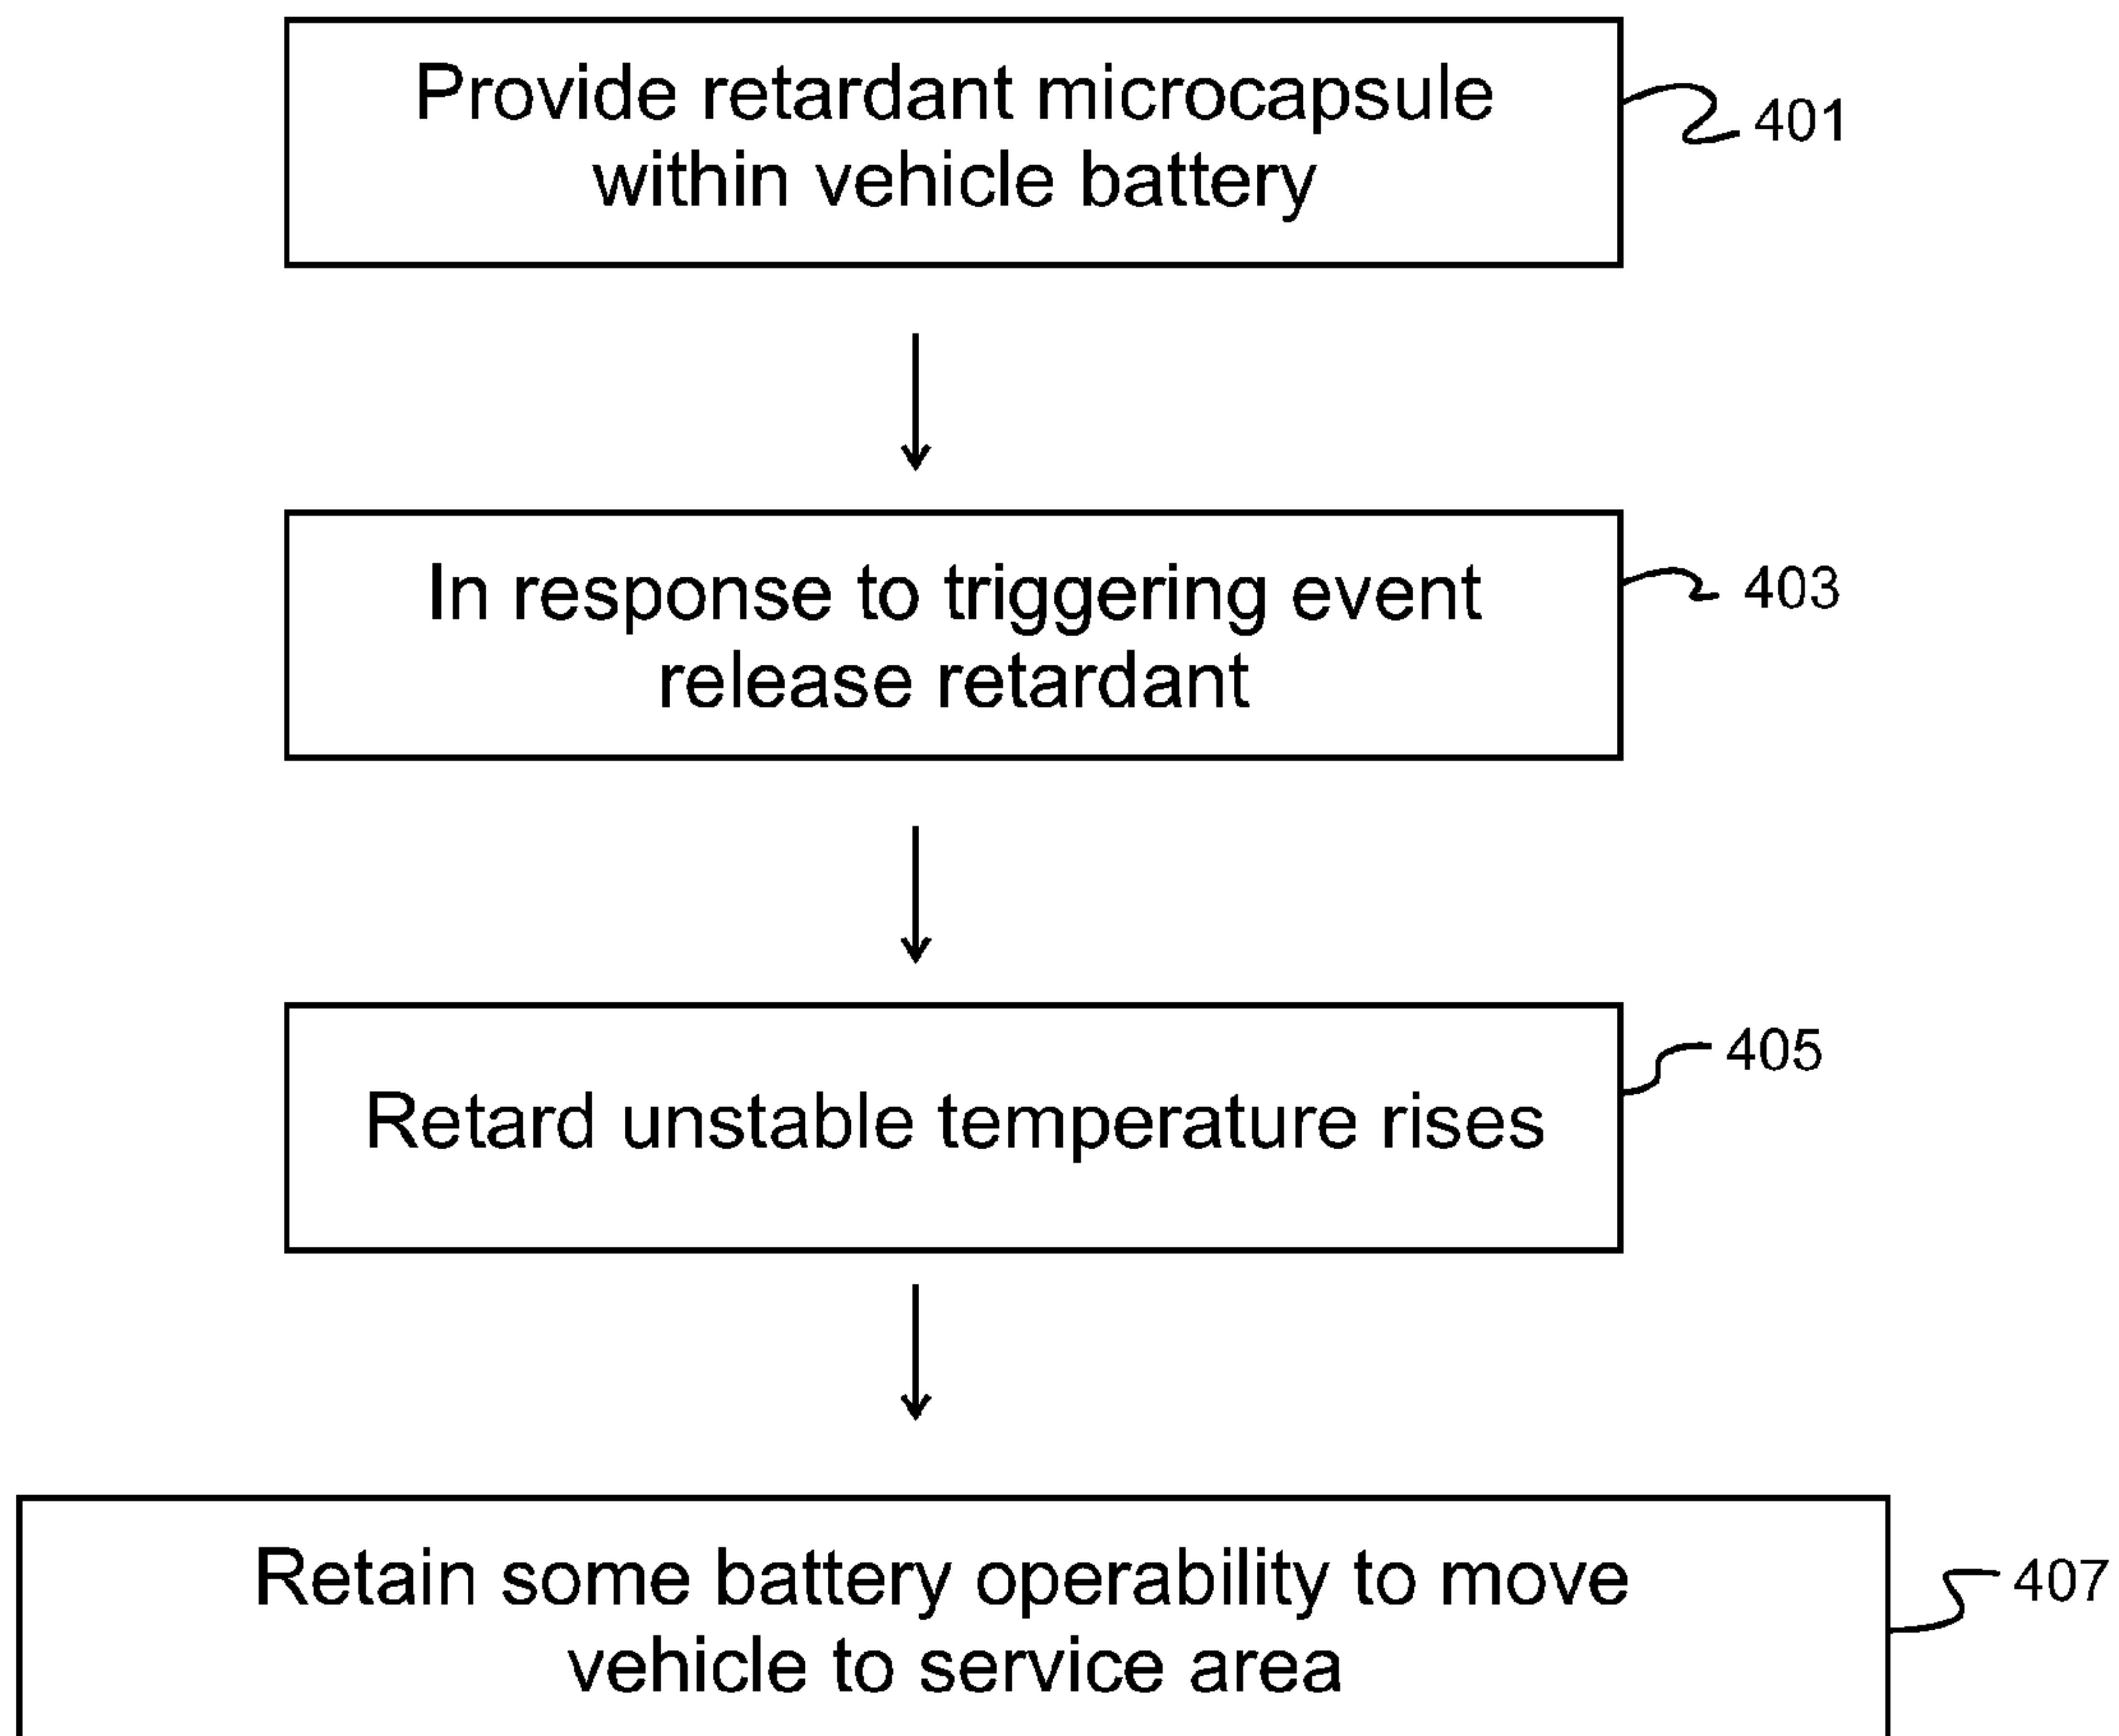 Provide retardant microcapsule
within vehicle battery
401
In response to triggering event
release retardant
403
Retard unstable temperature rises
405
Retain some battery operability to move
vehicle to service area
407